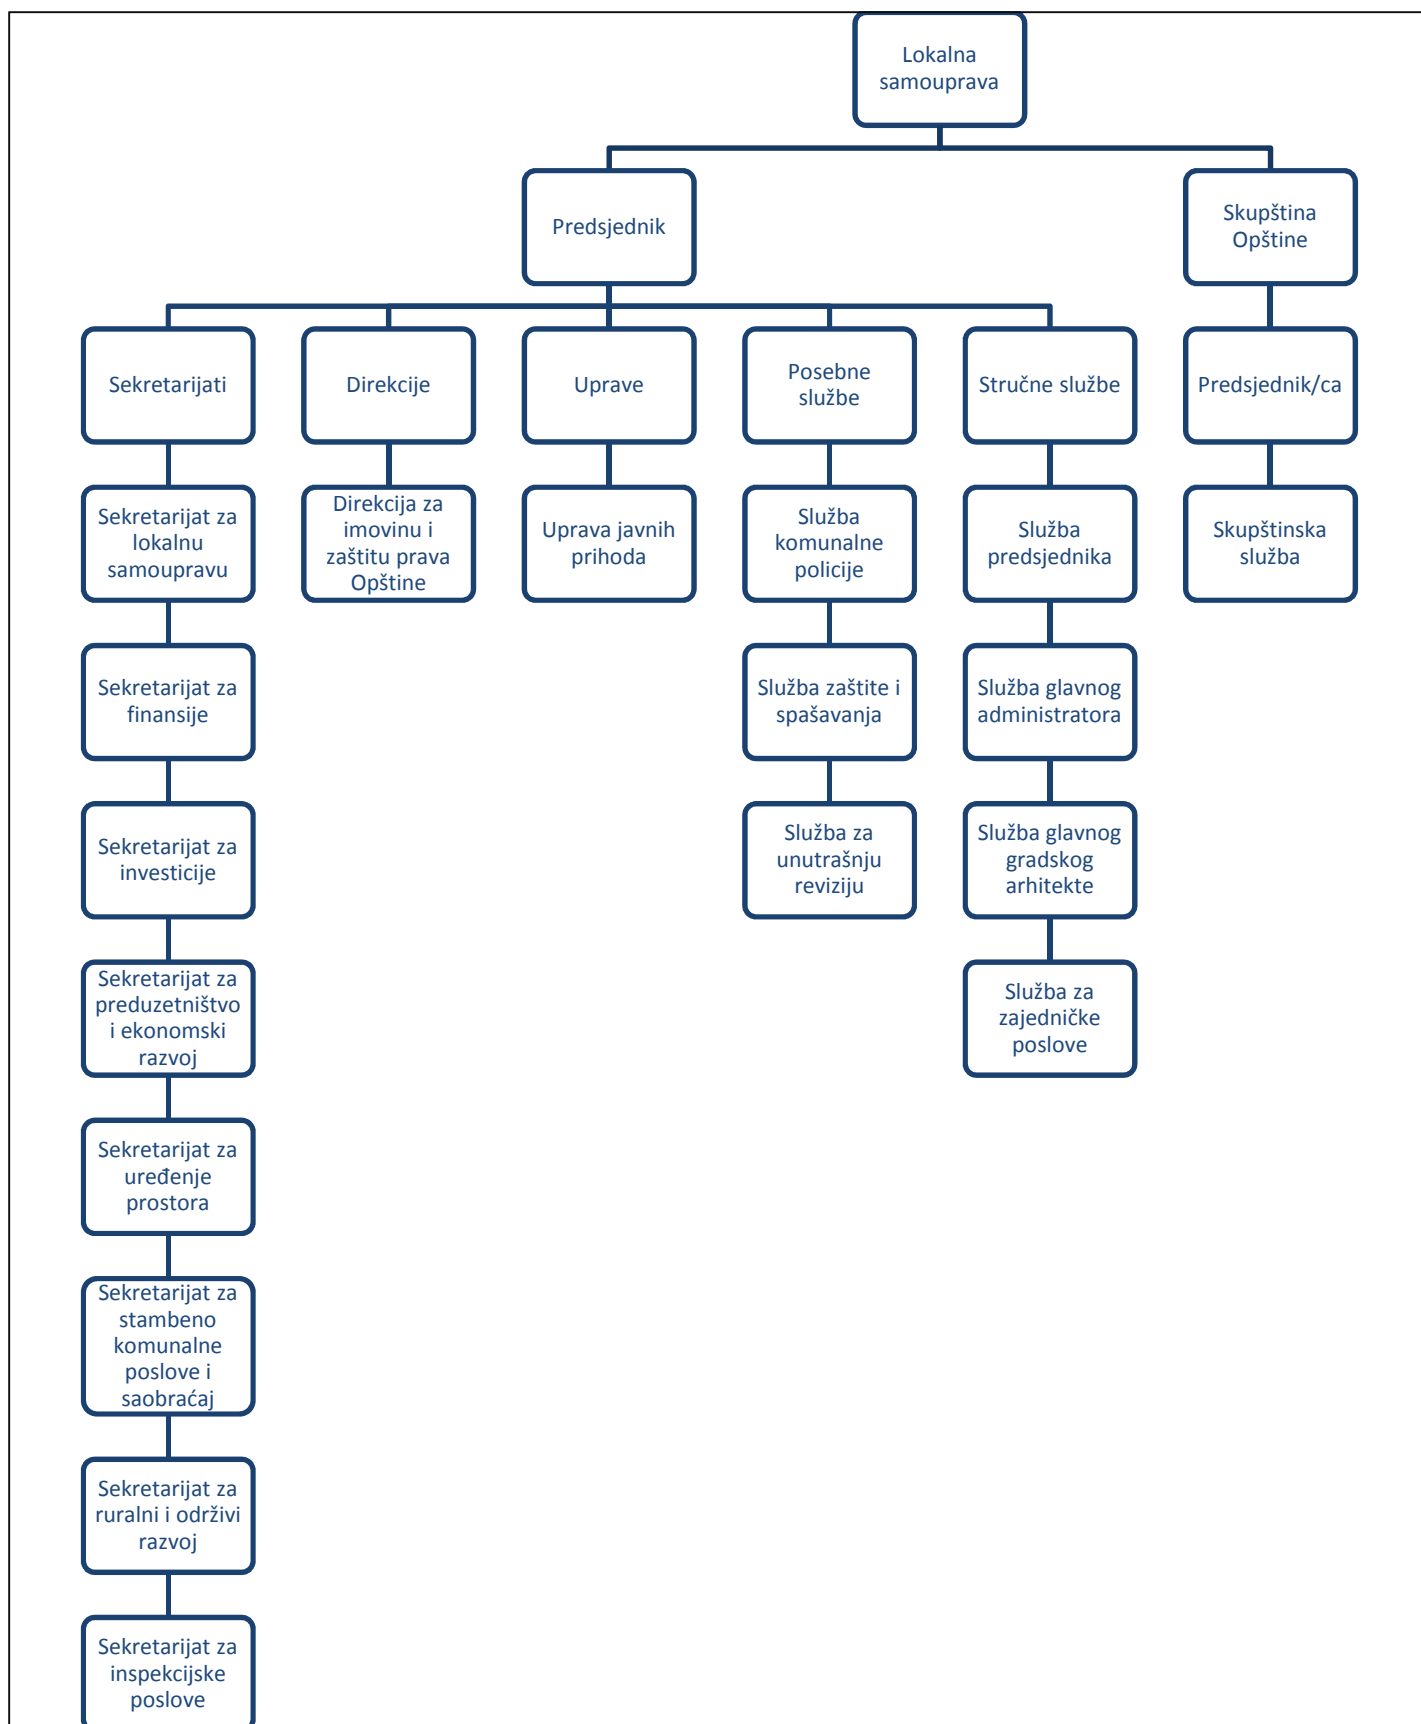 Lokalna
samouprava
Predsjednik
Skupština
Opštine
Sekretarijati
Direkcije
Uprave
Posebne
službe
Stručne službe
Predsjednik/ca
Sekretarijat za
lokalnu
samoupravu
Direkcija za
imovinu i
zaštitu prava
Opštine
Uprava javnih
prihoda
Služba
komunalne
policije
Služba
predsjednika
Skupštinska
služba
Sekretarijat za
finansije
Služba zaštite i
spašavanja
Služba glavnog
administratora
Sekretarijat za
investicije
Služba za
unutrašnju
reviziju
Služba glavnog
gradskog
arhitekte
Sekretarijat za
preduzetništvo
i ekonomski
razvoj
Služba za
zajedničke
poslove
Sekretarijat za
uređenje
prostora
Sekretarijat za
stambeno
komunalne
poslove i
saobraćaj
Sekretarijat za
ruralni i održivi
razvoj
Sekretarijat za
inspekcijske
poslove